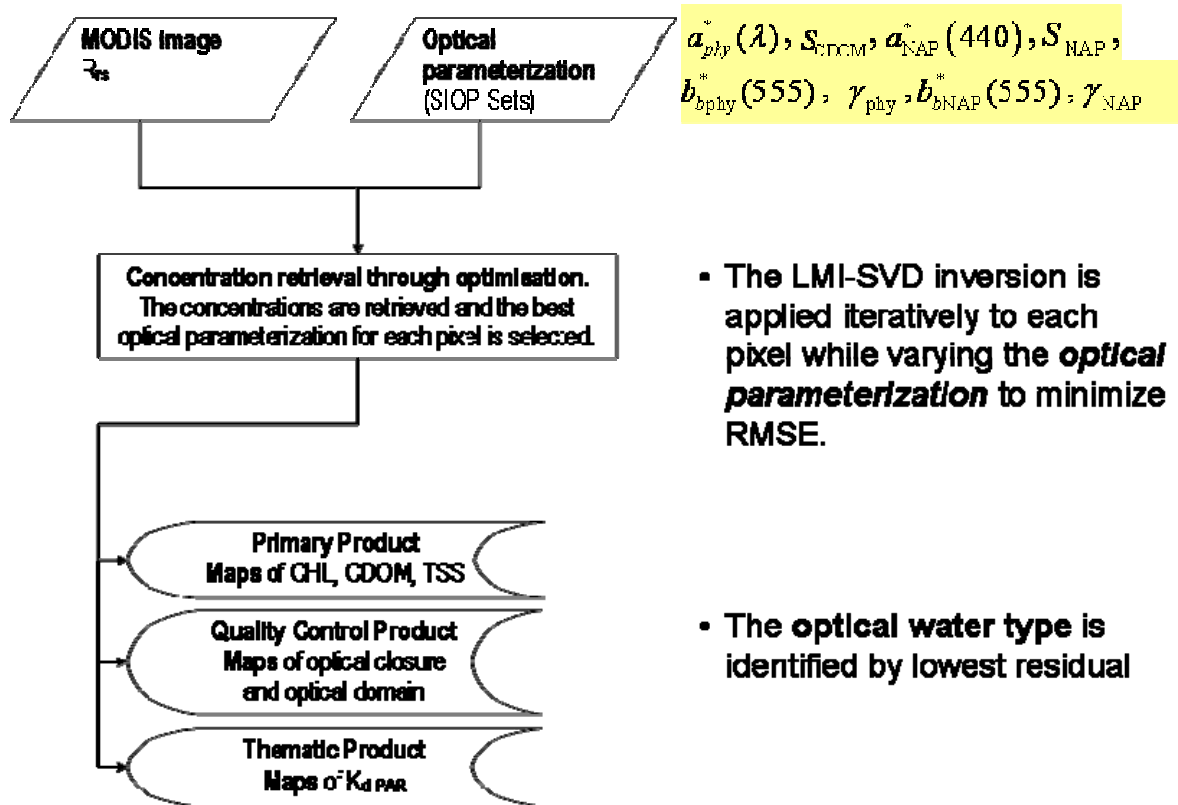 MODIS Image
Rrs
Optical
parameterization
(SIOP Sets)
a*phy(λ), SCDOM, a*NAP(440), SNAP,
b*bphy(555), γphy, b*bNAP(555), γNAP
Concentration retrieval through optimisation.
The concentrations are retrieved and the best
optical parameterization for each pixel is selected.
• The LMI-SVD inversion is
applied iteratively to each
pixel while varying the optical
parameterization to minimize
RMSE.
Primary Product
Maps of CHL, CDOM, TSS
Quality Control Product
Maps of optical closure
and optical domain
• The optical water type is
identified by lowest residual
Thematic Product
Maps of Kd PAR